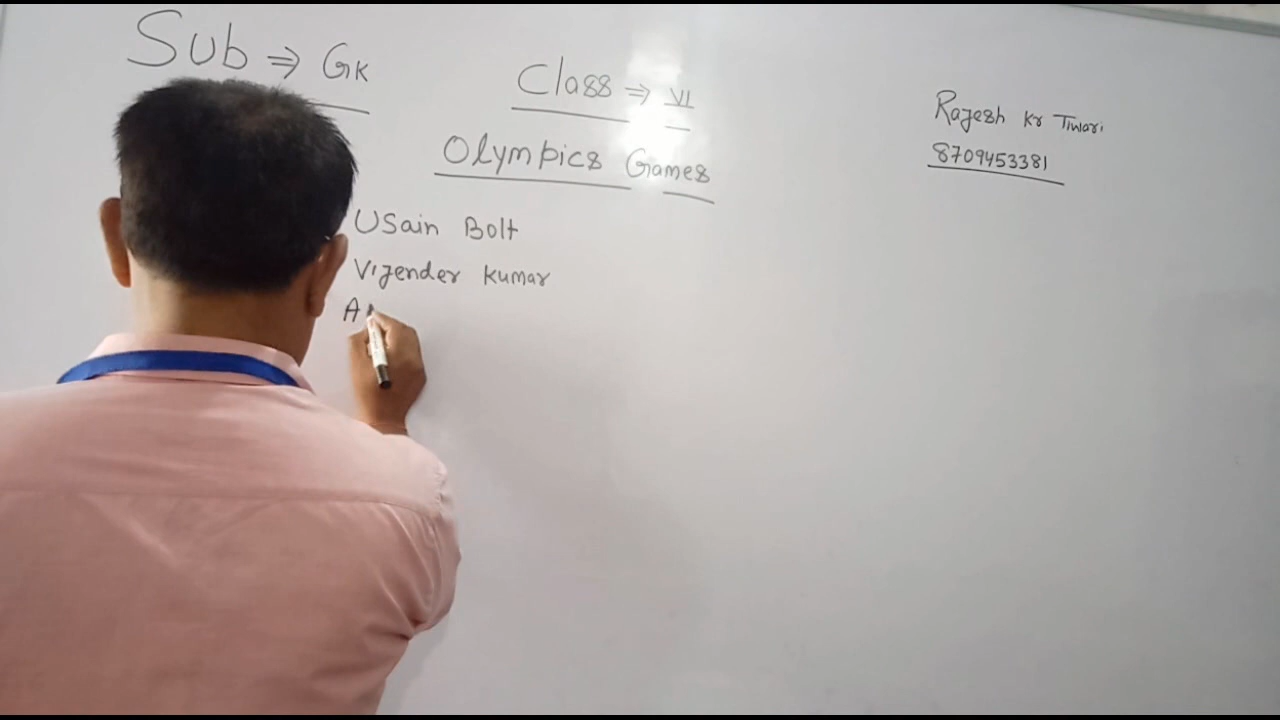 Sub ⇒ GK
Class ⇒ VI
Olympics Games
Rajesh Kr Tiwari
8709453381
Usain Bolt
Vijender Kumar
A